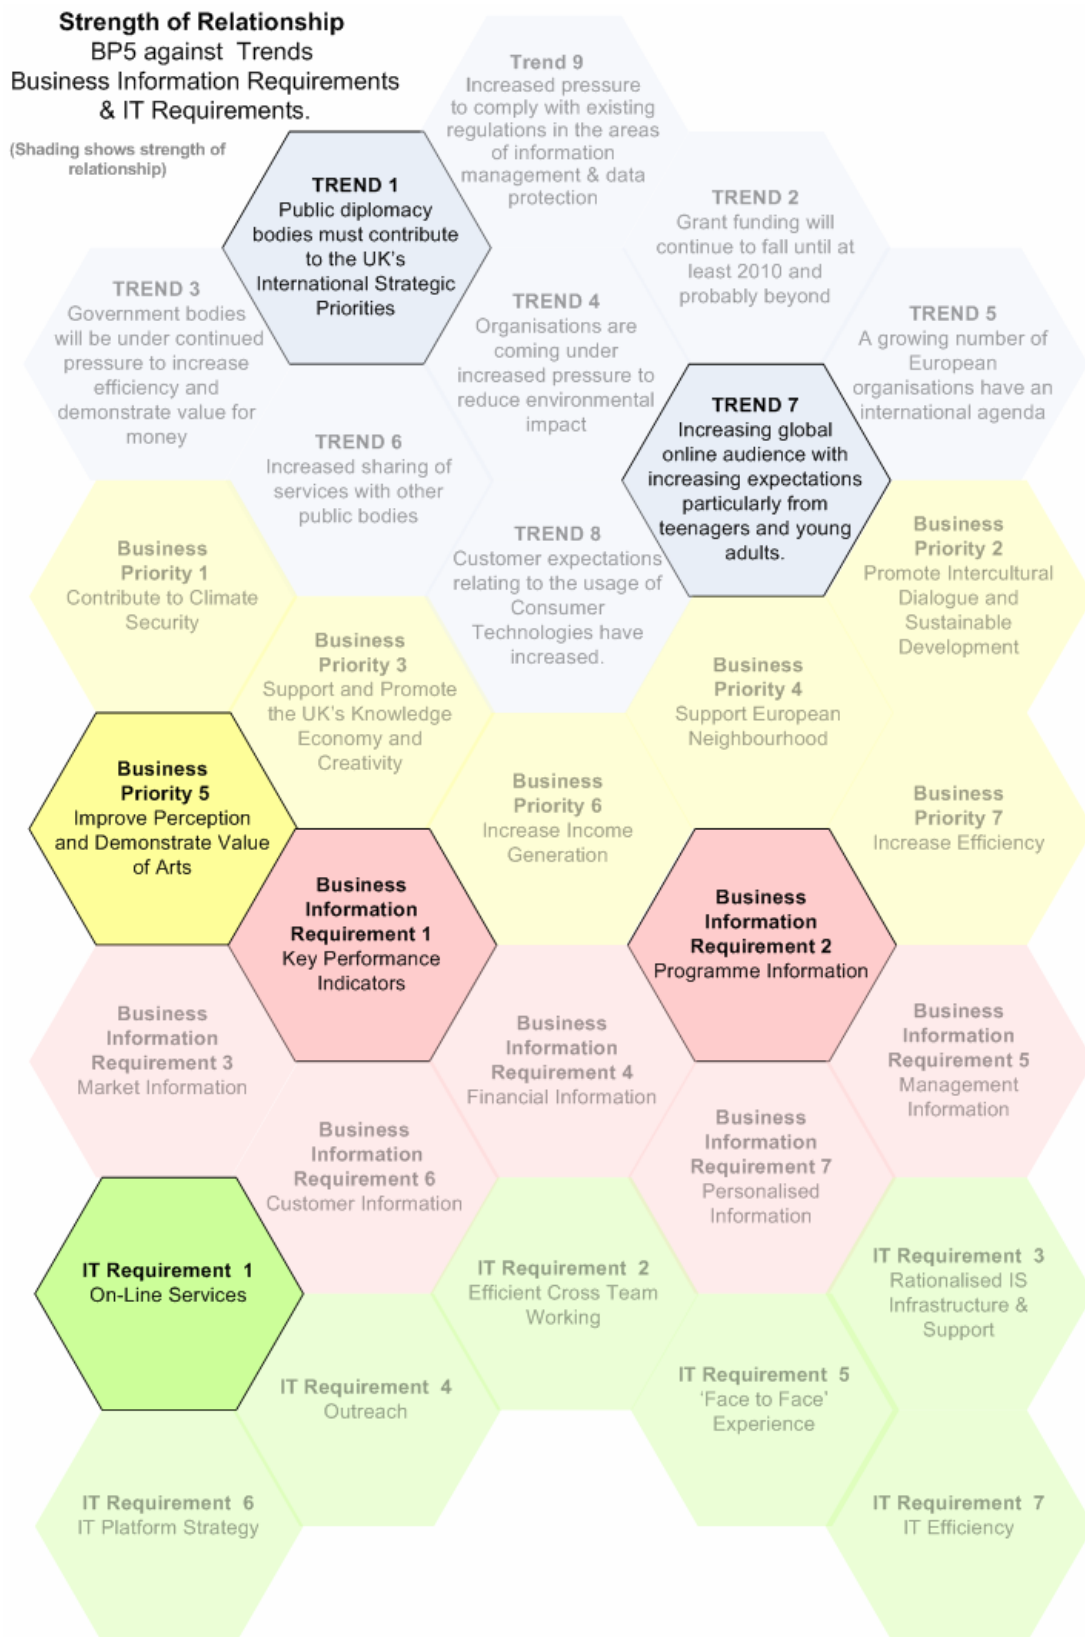 Strength of Relationship
BP5 against Trends
Business Information Requirements
& IT Requirements.
(Shading shows strength of
relationship)
Trend 9
Increased pressure
to comply with existing
regulations in the areas
of information
management & data
protection
TREND 1
Public diplomacy
bodies must contribute
to the UK's
International Strategic
Priorities
TREND 2
Grant funding will
continue to fall until at
least 2010 and
probably beyond
TREND 3
Government bodies
will be under continued
pressure to increase
efficiency and
demonstrate value for
money
TREND 4
Organisations are
coming under
increased pressure to
reduce environmental
impact
TREND 5
A growing number of
European
organisations have an
international agenda
TREND 6
Increased sharing of
services with other
public bodies
TREND 7
Increasing global
online audience with
increasing expectations
particularly from
teenagers and young
adults.
TREND 8
Customer expectations
relating to the usage of
Consumer
Technologies have
increased.
Business
Priority 1
Contribute to Climate
Security
Business
Priority 2
Promote Intercultural
Dialogue and
Sustainable
Development
Business
Priority 3
Support and Promote
the UK's Knowledge
Economy and
Creativity
Business
Priority 4
Support European
Neighbourhood
Business
Priority 5
Improve Perception
and Demonstrate Value
of Arts
Business
Priority 6
Increase Income
Generation
Business
Priority 7
Increase Efficiency
Business
Information
Requirement 1
Key Performance
Indicators
Business
Information
Requirement 2
Programme Information
Business
Information
Requirement 3
Market Information
Business
Information
Requirement 4
Financial Information
Business
Information
Requirement 5
Management
Information
Business
Information
Requirement 6
Customer Information
Business
Information
Requirement 7
Personalised
Information
IT Requirement 1
On-Line Services
IT Requirement 2
Efficient Cross Team
Working
IT Requirement 3
Rationalised IS
Infrastructure &
Support
IT Requirement 4
Outreach
IT Requirement 5
'Face to Face'
Experience
IT Requirement 6
IT Platform Strategy
IT Requirement 7
IT Efficiency